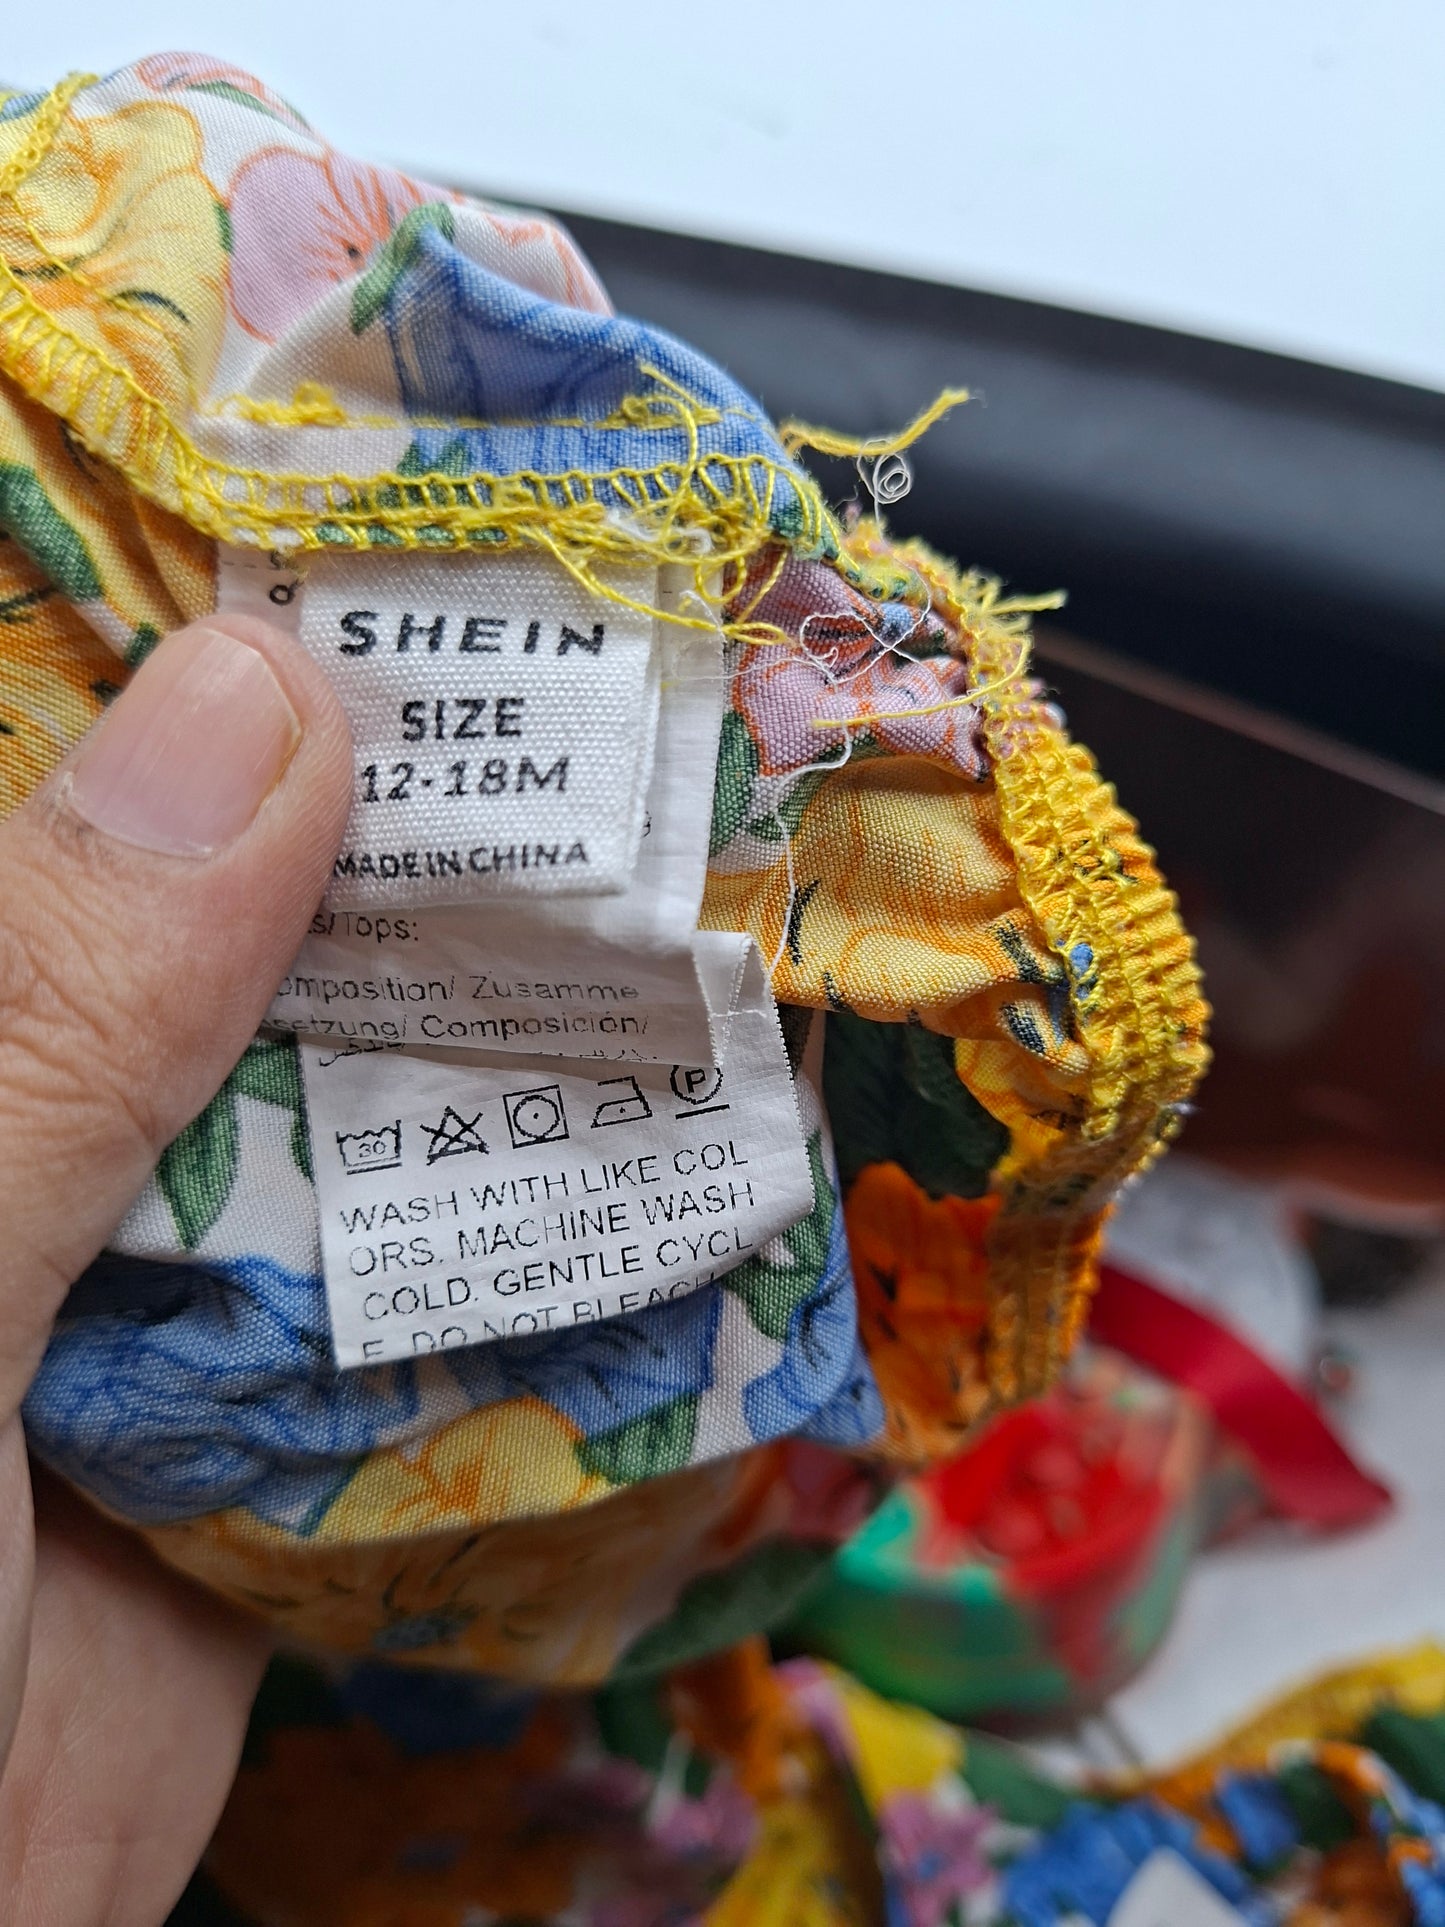 SHEIN
SIZE
12-18M
MADE IN CHINA
s/Tops:
omposition/ Zusamme
setzung/ Composición/
30
P
WASH WITH LIKE COL
ORS. MACHINE WASH
COLD. GENTLE CYCL
E. DO NOT BLEACH